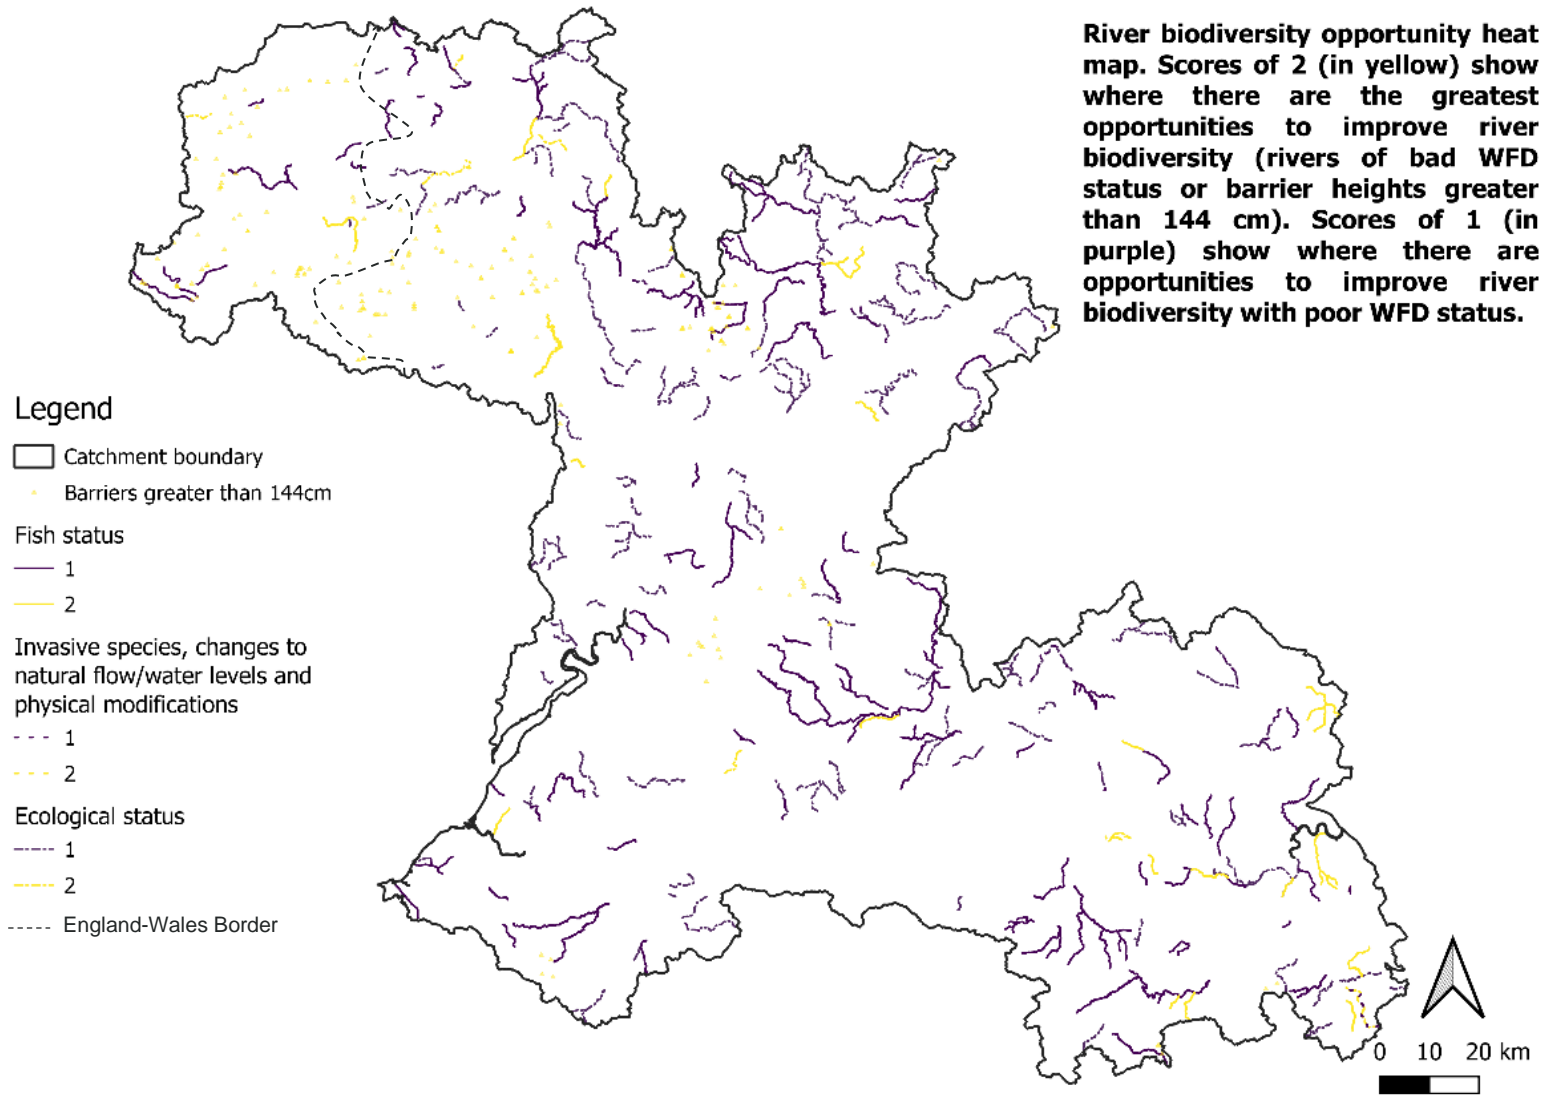 River biodiversity opportunity heat
map. Scores of 2 (in yellow) show
where there are the greatest
opportunities to improve river
biodiversity (rivers of bad WFD
status or barrier heights greater
than 144 cm). Scores of 1 (in
purple) show where there are
opportunities to improve river
biodiversity with poor WFD status.
Legend
Catchment boundary
Barriers greater than 144cm
Fish status
1
2
Invasive species, changes to
natural flow/water levels and
physical modifications
1
2
Ecological status
1
2
England-Wales Border
0 10 20 km